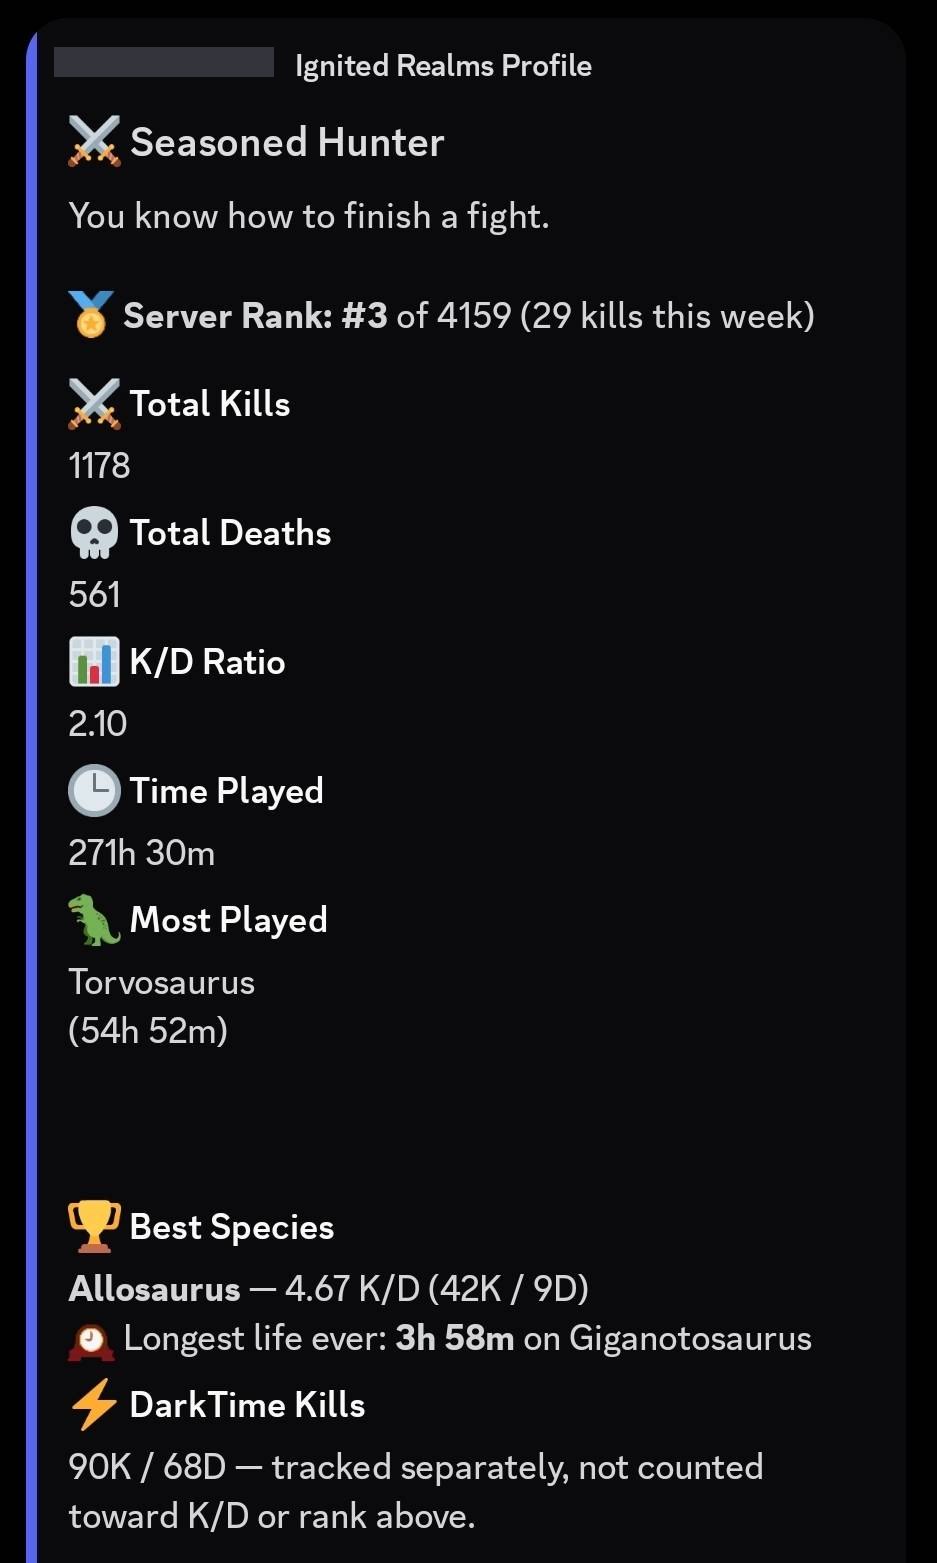 Ignited Realms Profile
Seasoned Hunter
You know how to finish a fight.
Server Rank: #3 of 4159 (29 kills this week)
Total Kills
1178
Total Deaths
561
K/D Ratio
2.10
Time Played
271h 30m
Most Played
Torvosaurus
(54h 52m)
Best Species
Allosaurus — 4.67 K/D (42K / 9D)
Longest life ever: 3h 58m on Giganotosaurus
DarkTime Kills
90K / 68D — tracked separately, not counted
toward K/D or rank above.